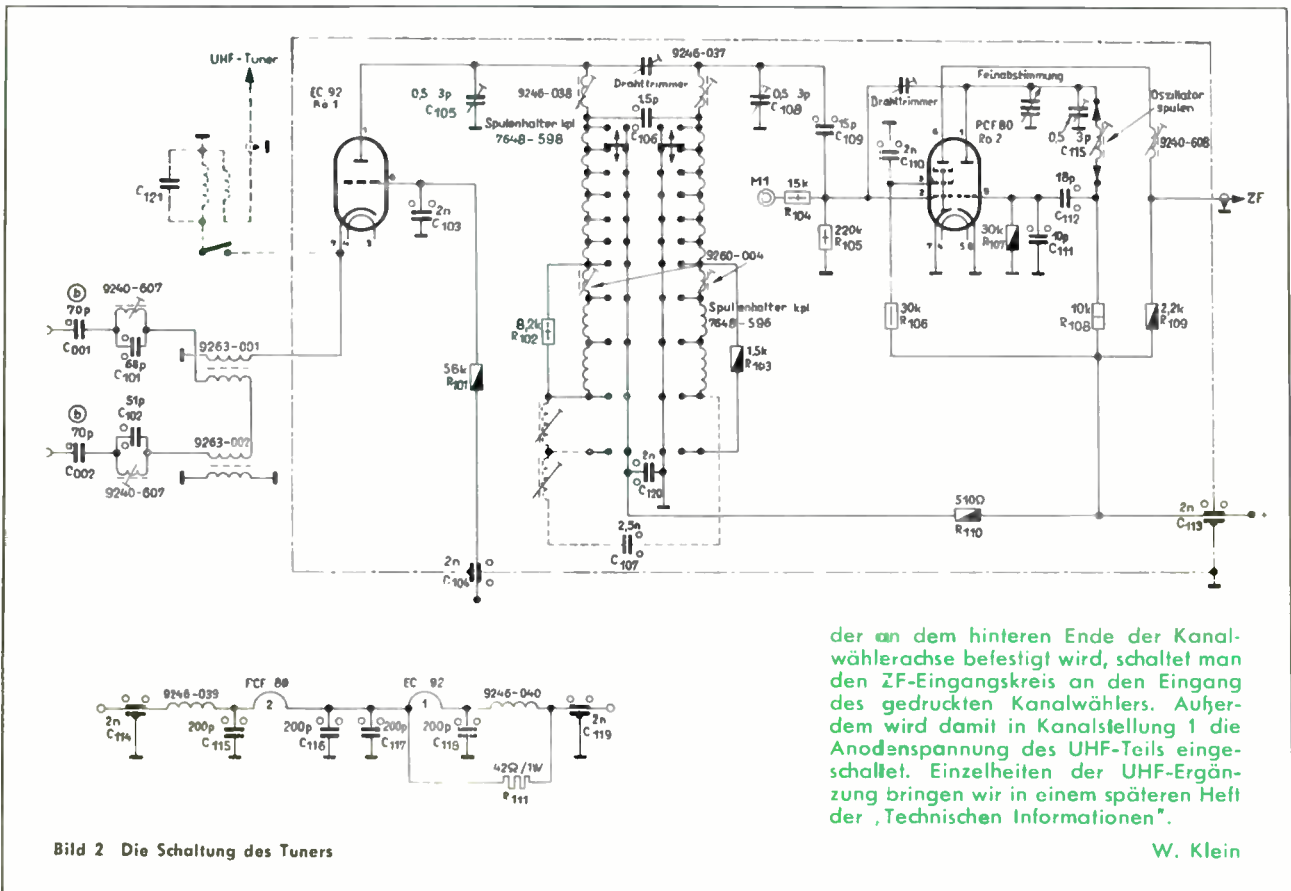 UHF-Tuner
EC 92
Rö 1
9246-037
Drahttrimmer
9246-038
0,5 3p
C105
Spulenhalter kpl
7648-598
1,5p
C106
0,5 3p
C108
15p
C109
Drahttrimmer
2n
C110
Feinabstimmung
PCF 80
Rö 2
0,5 3p
C115
Oszillator
spulen
9240-608
ZF
C121
2n
C103
M1
15k
R104
220k
R105
30k
R107
10p
C111
18p
C112
b
70p
C001
9240-607
68p
C101
9263-001
b
70p
C002
51p
C102
9240-607
9263-002
56k
R101
8,2k
R102
9260-004
Spulenhalter kpl
7648-596
1,5k
R103
30k
R106
10k
R108
2,2k
R109
2n
C120
2,5n
C107
510Ω
R110
2n
C113
+
2n
C104
2n
C114
9246-039
200p
C115
PCF 80
2
200p
C116
200p
C117
EC 92
1
200p
C118
9246-040
2n
C119
42Ω/1W
R111
der an dem hinteren Ende der Kanal-
wählerachse befestigt wird, schaltet man
den ZF-Eingangskreis an den Eingang
des gedruckten Kanalwählers. Außer-
dem wird damit in Kanalstellung 1 die
Anodenspannung des UHF-Teils einge-
schaltet. Einzelheiten der UHF-Ergän-
zung bringen wir in einem späteren Heft
der „Technischen Informationen".
W. Klein
Bild 2 Die Schaltung des Tuners